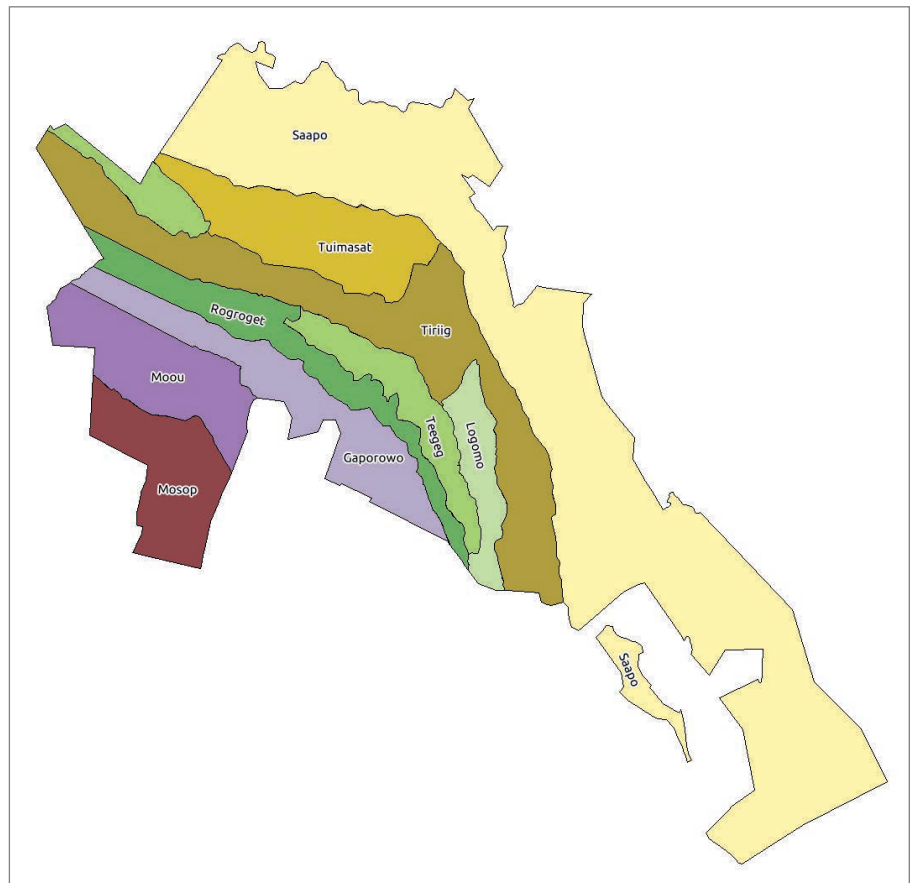 Saapo
Tuimasat
Rogroget
Tiriig
Moou
Teegeg
Logomo
Gaporowo
Mosop
Saapo